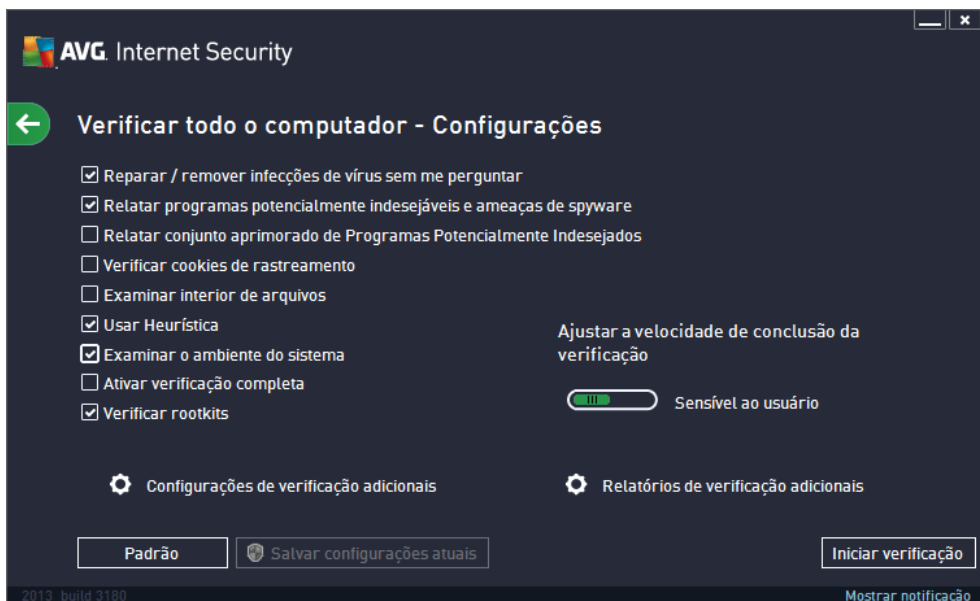 AVG. Internet Security
Verificar todo o computador - Configurações
Reparar / remover infecções de vírus sem me perguntar
Relatar programas potencialmente indesejáveis e ameaças de spyware
Relatar conjunto aprimorado de Programas Potencialmente Indesejados
Verificar cookies de rastreamento
Examinar interior de arquivos
Usar Heurística
Examinar o ambiente do sistema
Ativar verificação completa
Verificar rootkits
Ajustar a velocidade de conclusão da
verificação
Sensível ao usuário
Configurações de verificação adicionais
Relatórios de verificação adicionais
Padrão
Salvar configurações atuais
Iniciar verificação
2013 build 3180
Mostrar notificação